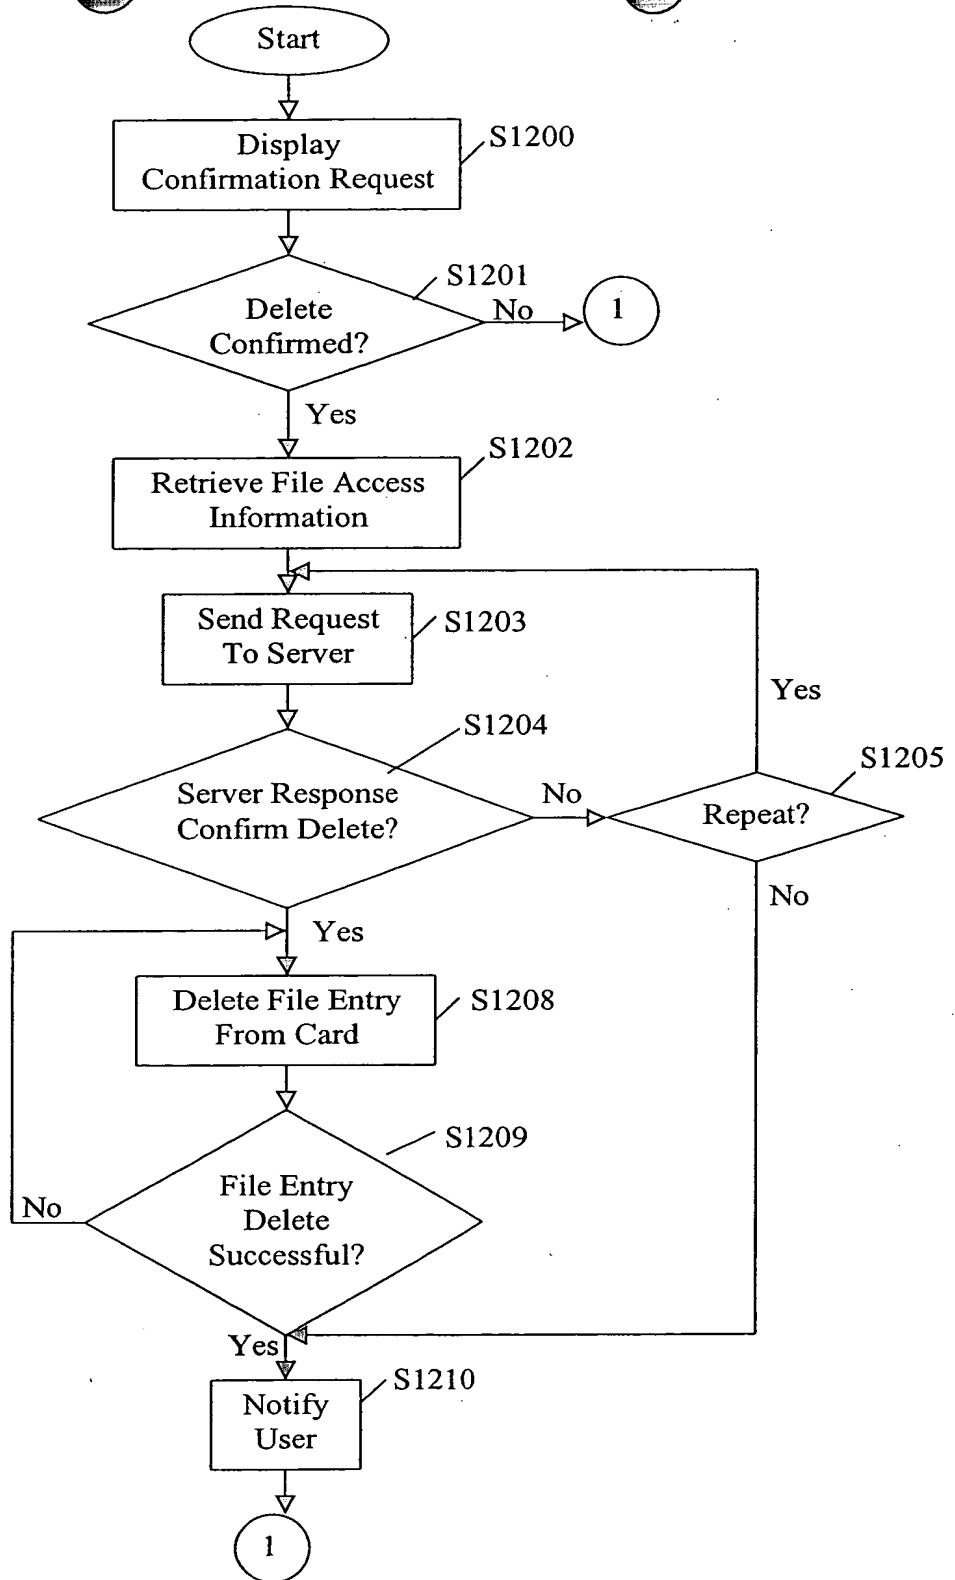 Start
Display
Confirmation Request
S1200
Delete
Confirmed?
S1201
No
1
Yes
Retrieve File Access
Information
S1202
Send Request
To Server
S1203
Yes
Server Response
Confirm Delete?
S1204
No
Repeat?
S1205
No
Yes
Delete File Entry
From Card
S1208
File Entry
Delete
Successful?
S1209
No
Yes
Notify
User
S1210
1